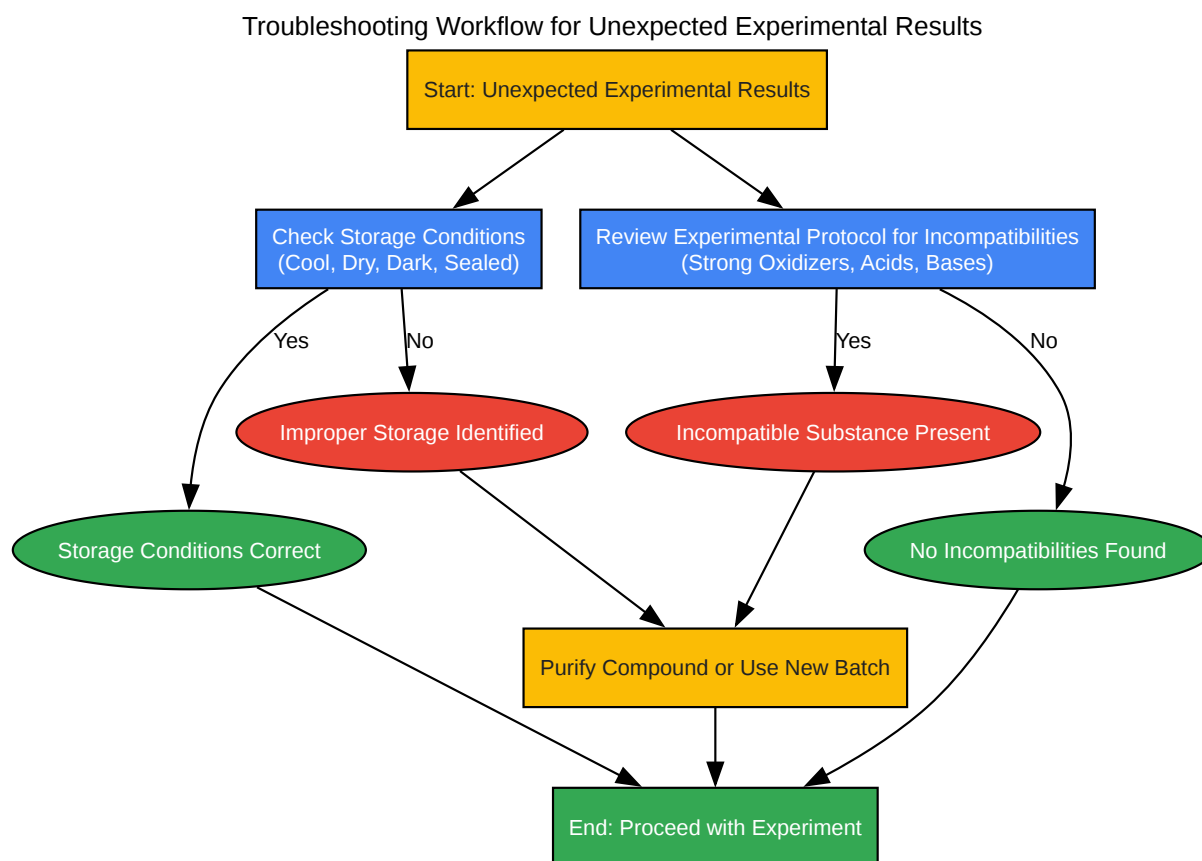 Troubleshooting Workflow for Unexpected Experimental Results
Start: Unexpected Experimental Results
Check Storage Conditions
(Cool, Dry, Dark, Sealed)
Review Experimental Protocol for Incompatibilities
(Strong Oxidizers, Acids, Bases)
Yes
No
Yes
No
Improper Storage Identified
Incompatible Substance Present
Storage Conditions Correct
No Incompatibilities Found
Purify Compound or Use New Batch
End: Proceed with Experiment